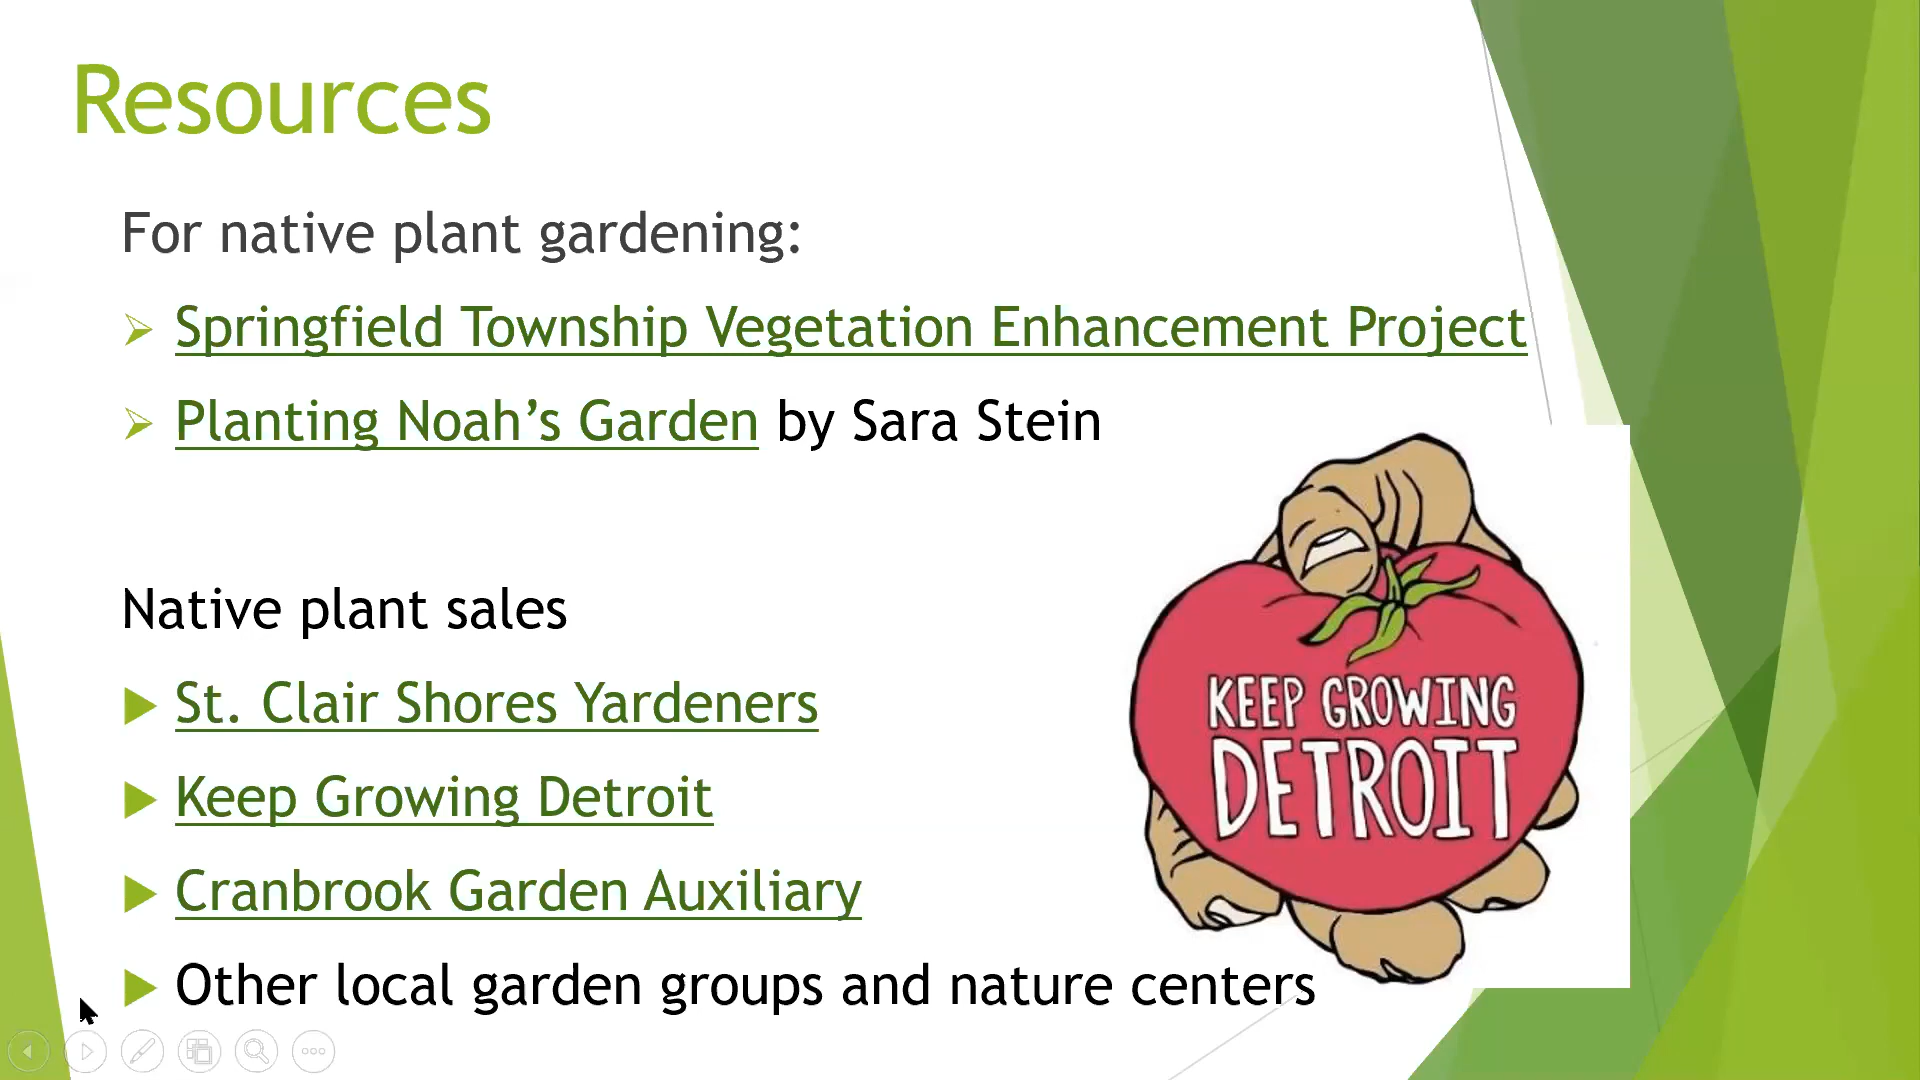 Resources
For native plant gardening:
Springfield Township Vegetation Enhancement Project
Planting Noah’s Garden by Sara Stein
Native plant sales
St. Clair Shores Yardeners
Keep Growing Detroit
Cranbrook Garden Auxiliary
Other local garden groups and nature centers
KEEP GROWING
DETROIT